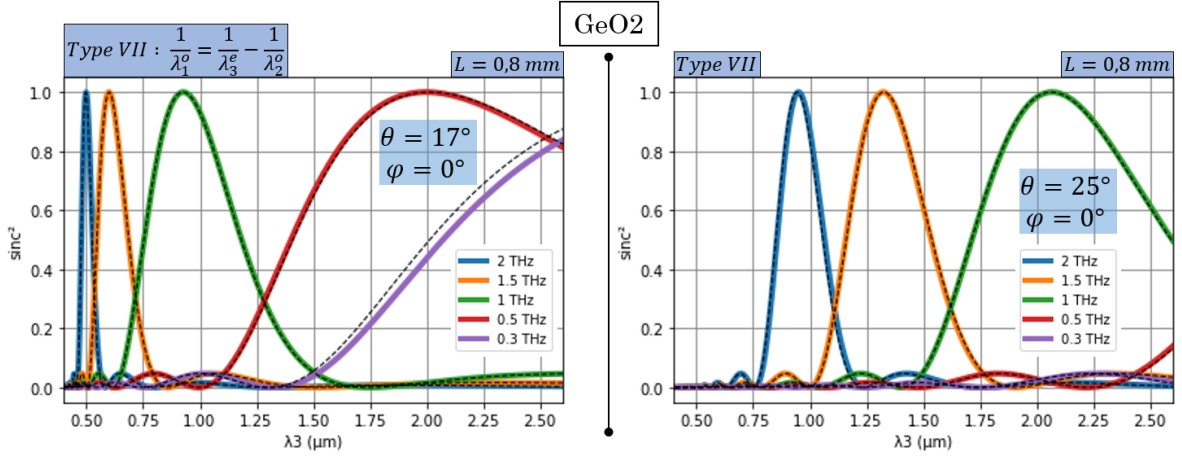 GeO2
Type VII : 1/λ₁ᵒ = 1/λ₃ᵉ − 1/λ₂ᵒ
L = 0,8 mm
1.0
0.8
0.6
0.4
0.2
0.0
sinc²
θ = 17°
φ = 0°
2 THz
1.5 THz
1 THz
0.5 THz
0.3 THz
0.50 0.75 1.00 1.25 1.50 1.75 2.00 2.25 2.50
λ3 (µm)
Type VII
L = 0,8 mm
1.0
0.8
0.6
0.4
0.2
0.0
sinc²
θ = 25°
φ = 0°
2 THz
1.5 THz
1 THz
0.5 THz
0.3 THz
0.50 0.75 1.00 1.25 1.50 1.75 2.00 2.25 2.50
λ3 (µm)